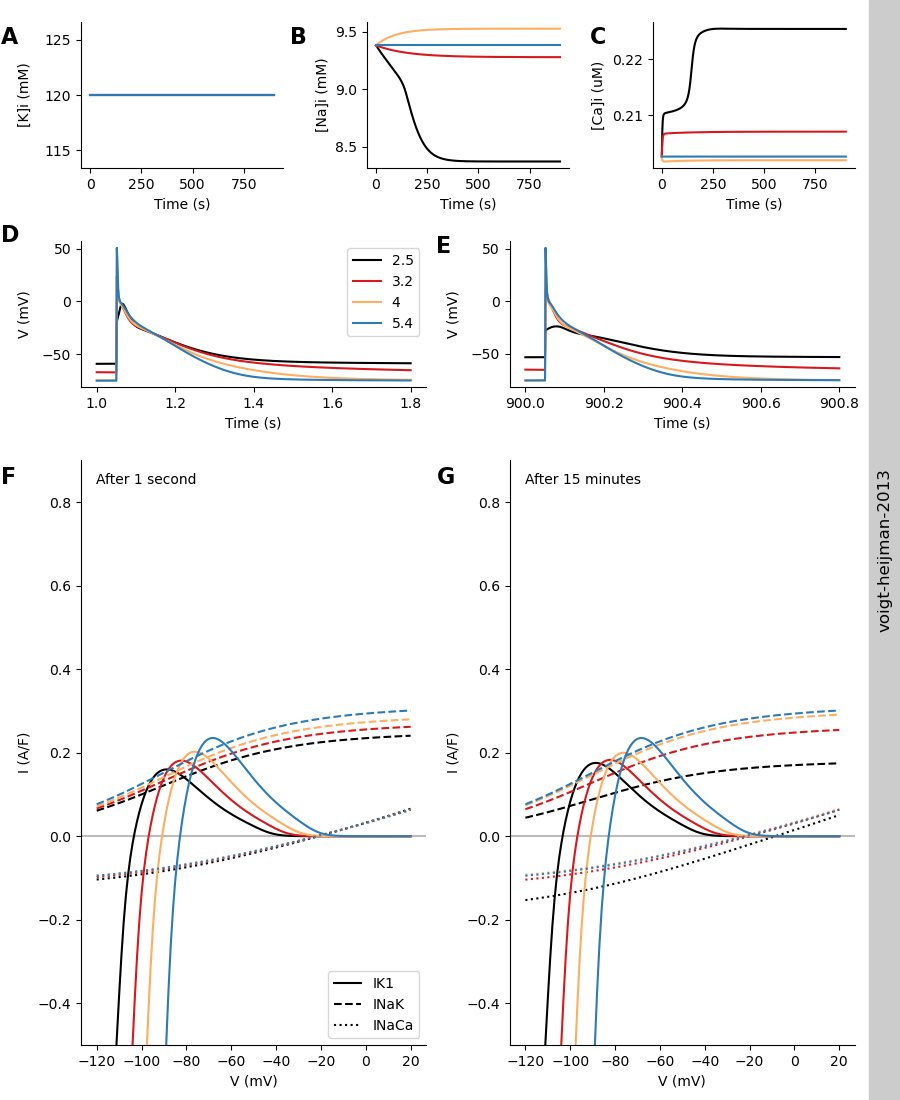 A
[K]i (mM)
125
120
115
0
250
500
750
Time (s)
B
[Na]i (mM)
9.5
9.0
8.5
0
250
500
750
Time (s)
C
[Ca]i (uM)
0.22
0.21
0
250
500
750
Time (s)
D
V (mV)
50
0
−50
1.0
1.2
1.4
1.6
1.8
Time (s)
2.5
3.2
4
5.4
E
V (mV)
50
0
−50
900.0
900.2
900.4
900.6
900.8
Time (s)
F
After 1 second
I (A/F)
0.8
0.6
0.4
0.2
0.0
−0.2
−0.4
−120
−100
−80
−60
−40
−20
0
20
V (mV)
IK1
INaK
INaCa
G
After 15 minutes
I (A/F)
0.8
0.6
0.4
0.2
0.0
−0.2
−0.4
−120
−100
−80
−60
−40
−20
0
20
V (mV)
voigt-heijman-2013